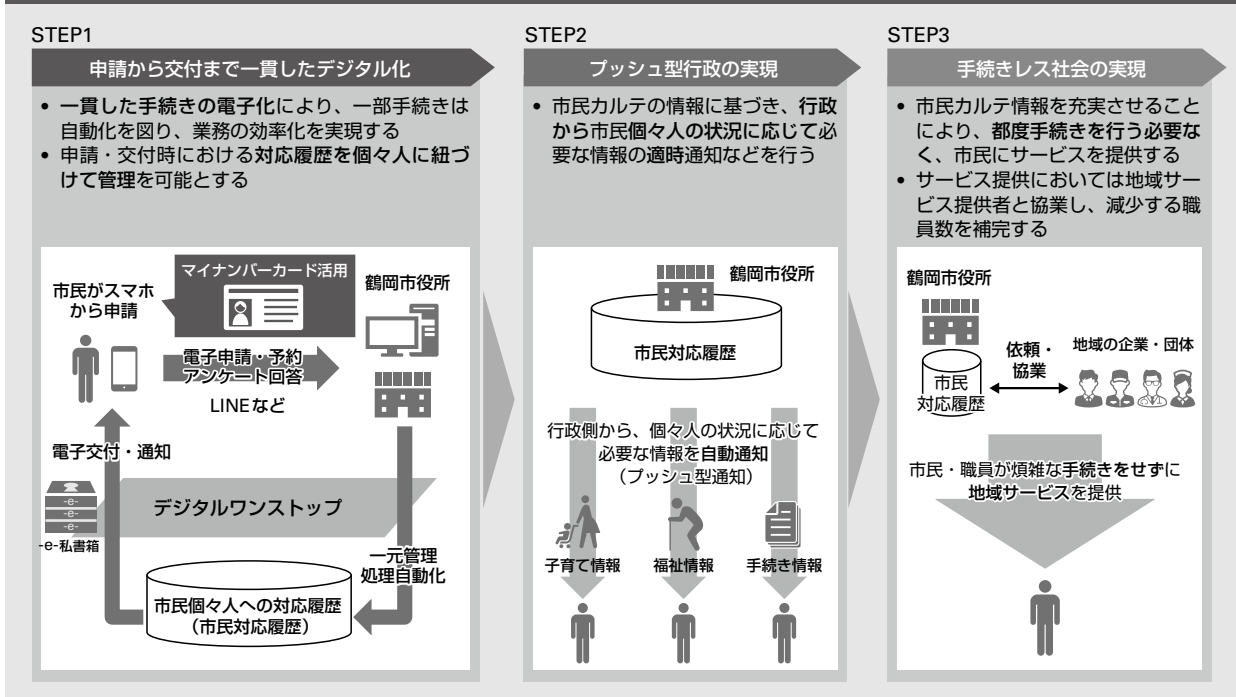 STEP1
申請から交付まで一貫したデジタル化
• 一貫した手続きの電子化により、一部手続きは
自動化を図り、業務の効率化を実現する
• 申請・交付時における対応履歴を個々人に紐づ
けて管理を可能とする
市民がスマホ
から申請
マイナンバーカード活用
鶴岡市役所
電子申請・予約
アンケート回答
LINEなど
電子交付・通知
-e-
-e-
-e-
-e-私書箱
デジタルワンストップ
一元管理
処理自動化
市民個々人への対応履歴
（市民対応履歴）
STEP2
プッシュ型行政の実現
• 市民カルテの情報に基づき、行政
から市民個々人の状況に応じて必
要な情報の適時通知などを行う
鶴岡市役所
市民対応履歴
行政側から、個々人の状況に応じて
必要な情報を自動通知
（プッシュ型通知）
子育て情報
福祉情報
手続き情報
STEP3
手続きレス社会の実現
• 市民カルテ情報を充実させること
により、都度手続きを行う必要な
く、市民にサービスを提供する
• サービス提供においては地域サー
ビス提供者と協業し、減少する職
員数を補完する
鶴岡市役所
市民
対応履歴
依頼・
協業
地域の企業・団体
市民・職員が煩雑な手続きをせずに
地域サービスを提供